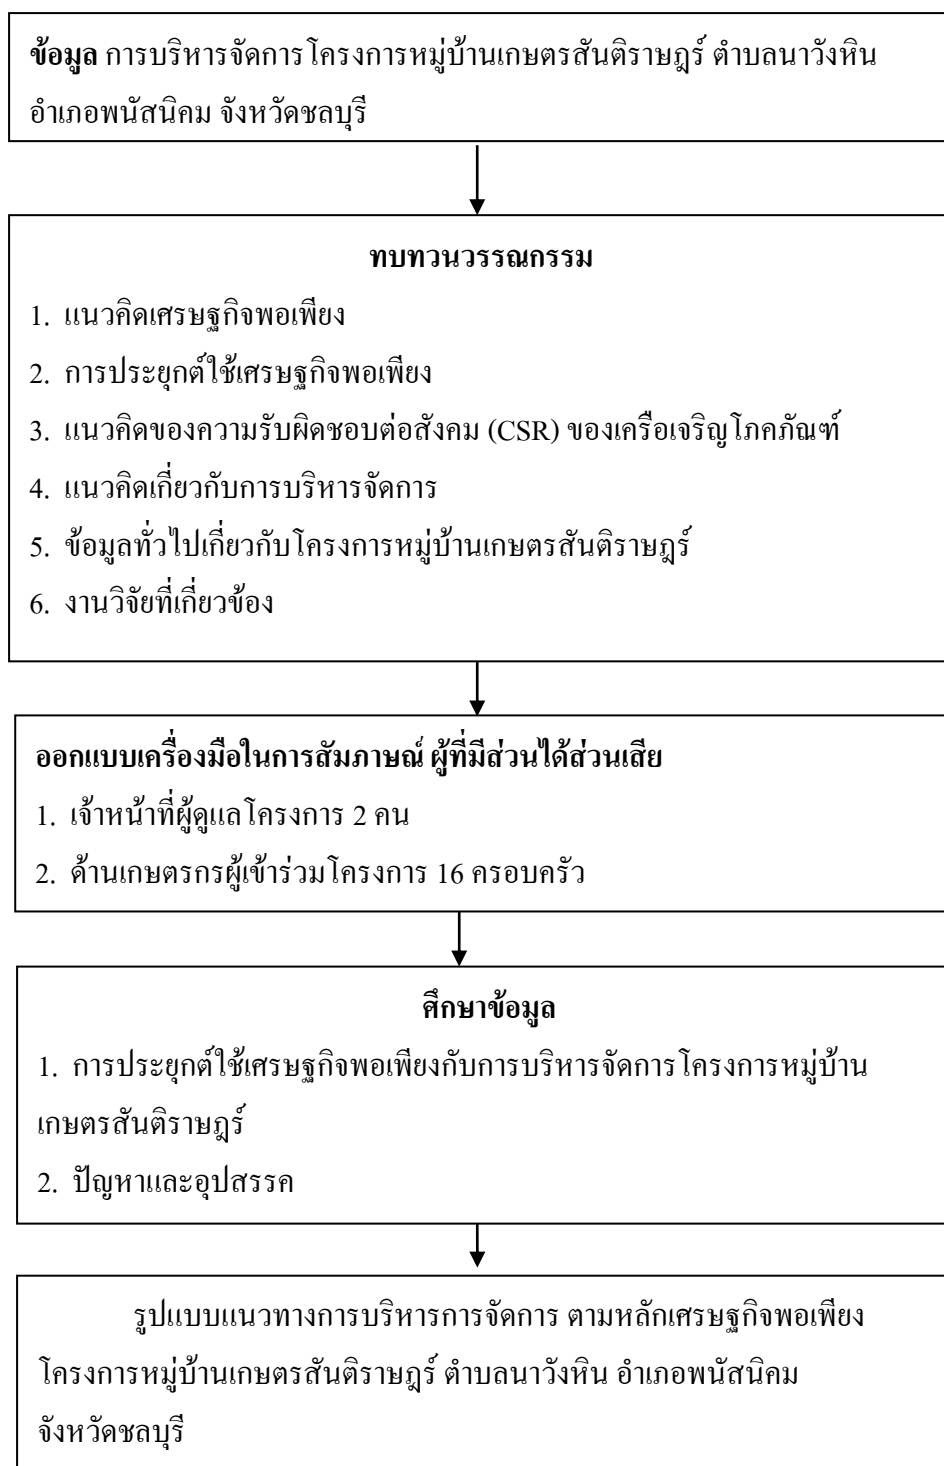 ข้อมูล การบริหารจัดการโครงการหมู่บ้านเกษตรสันติราษฎร์ ตำบลนาวังหิน
อำเภอพนัสนิคม จังหวัดชลบุรี
ทบทวนวรรณกรรม
1. แนวคิดเศรษฐกิจพอเพียง
2. การประยุกต์ใช้เศรษฐกิจพอเพียง
3. แนวคิดของความรับผิดชอบต่อสังคม (CSR) ของเครือเจริญโภคภัณฑ์
4. แนวคิดเกี่ยวกับการบริหารจัดการ
5. ข้อมูลทั่วไปเกี่ยวกับโครงการหมู่บ้านเกษตรสันติราษฎร์
6. งานวิจัยที่เกี่ยวข้อง
ออกแบบเครื่องมือในการสัมภาษณ์ ผู้ที่มีส่วนได้ส่วนเสีย
1. เจ้าหน้าที่ผู้ดูแลโครงการ 2 คน
2. ด้านเกษตรกรผู้เข้าร่วมโครงการ 16 ครอบครัว
ศึกษาข้อมูล
1. การประยุกต์ใช้เศรษฐกิจพอเพียงกับการบริหารจัดการโครงการหมู่บ้าน
เกษตรสันติราษฎร์
2. ปัญหาและอุปสรรค
รูปแบบแนวทางการบริหารการจัดการ ตามหลักเศรษฐกิจพอเพียง
โครงการหมู่บ้านเกษตรสันติราษฎร์ ตำบลนาวังหิน อำเภอพนัสนิคม
จังหวัดชลบุรี